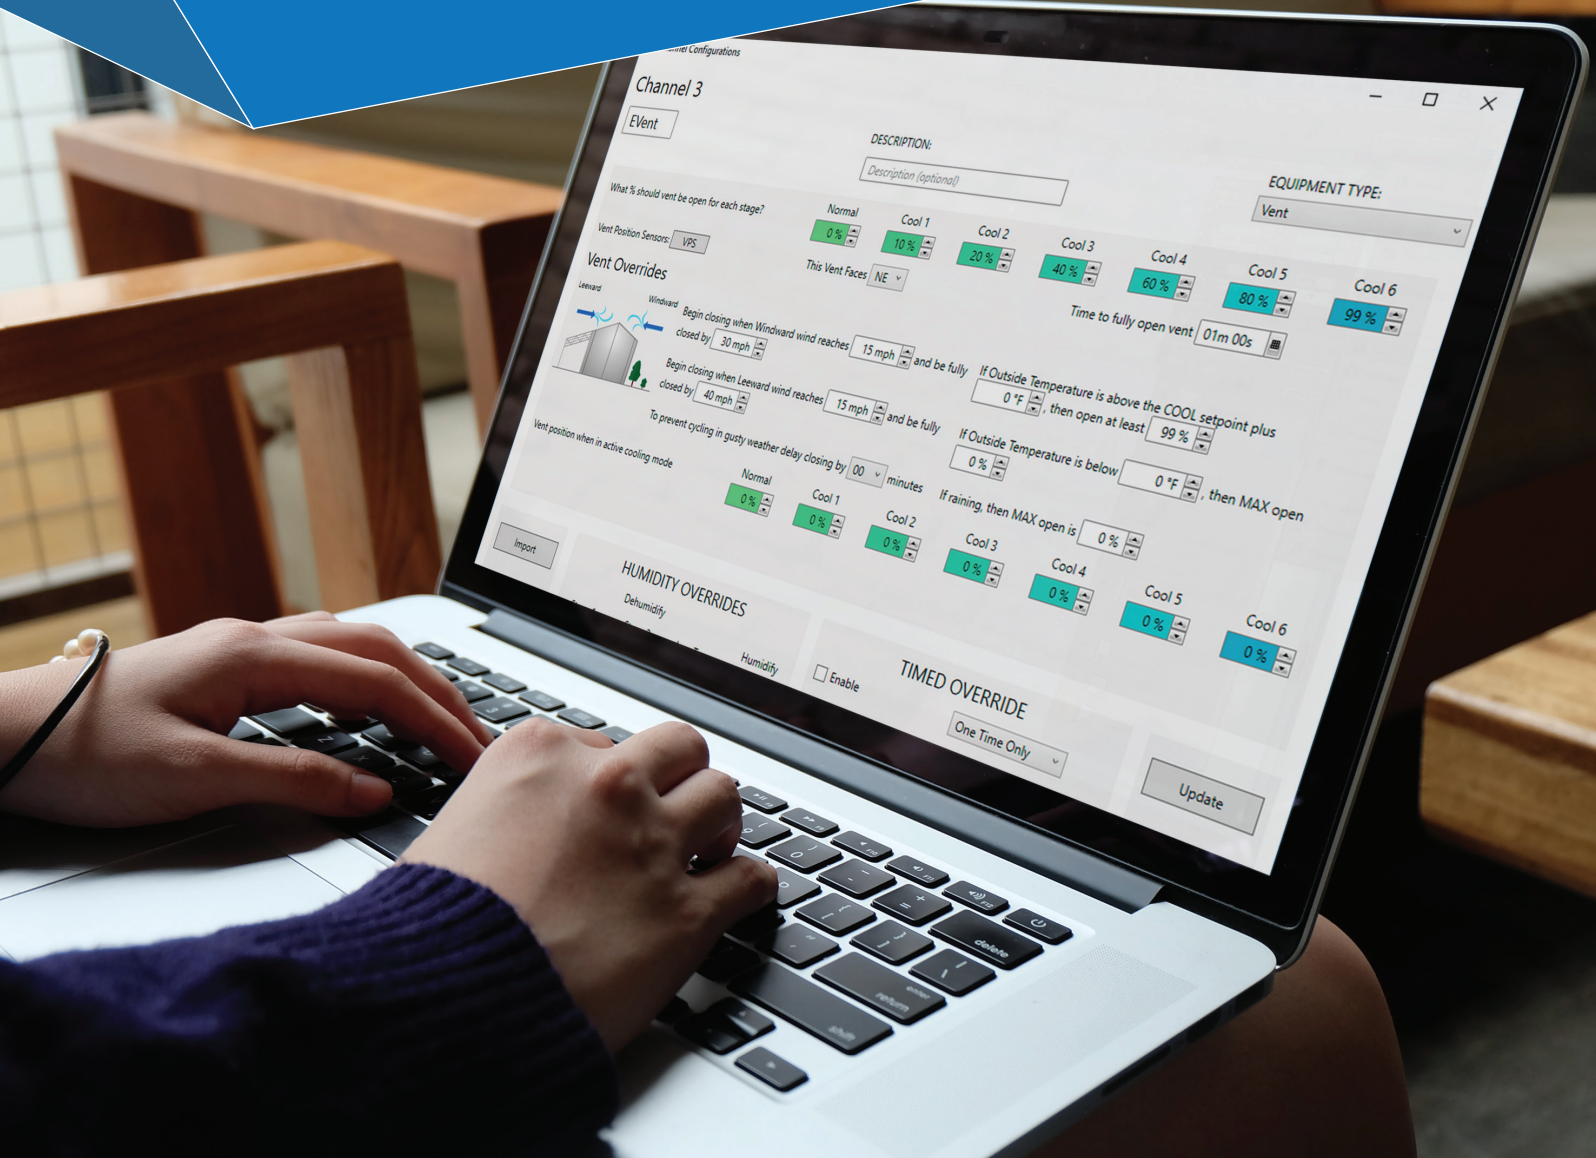 nnel Configurations
Channel 3
EVent
DESCRIPTION:
Description (optional)
EQUIPMENT TYPE:
Vent
What % should vent be open for each stage?
Normal Cool 1 Cool 2 Cool 3 Cool 4 Cool 5 Cool 6
0 % 10 % 20 % 40 % 60 % 80 % 99 %
Vent Position Sensors: VPS
This Vent Faces NE
Time to fully open vent 01m 00s
Vent Overrides
Leeward Windward
Begin closing when Windward wind reaches 15 mph and be fully
closed by 30 mph
Begin closing when Leeward wind reaches 15 mph and be fully
closed by 40 mph
To prevent cycling in gusty weather delay closing by 00 minutes
If Outside Temperature is above the COOL setpoint plus
0 °F , then open at least 99 %
If Outside Temperature is below 0 °F , then MAX open
0 %
If raining, then MAX open is 0 %
Vent position when in active cooling mode
Normal Cool 1 Cool 2 Cool 3 Cool 4 Cool 5 Cool 6
0 % 0 % 0 % 0 % 0 % 0 % 0 %
Import
HUMIDITY OVERRIDES
Dehumidify
Humidify
TIMED OVERRIDE
Enable
One Time Only
Update
delete
enter
return
shift